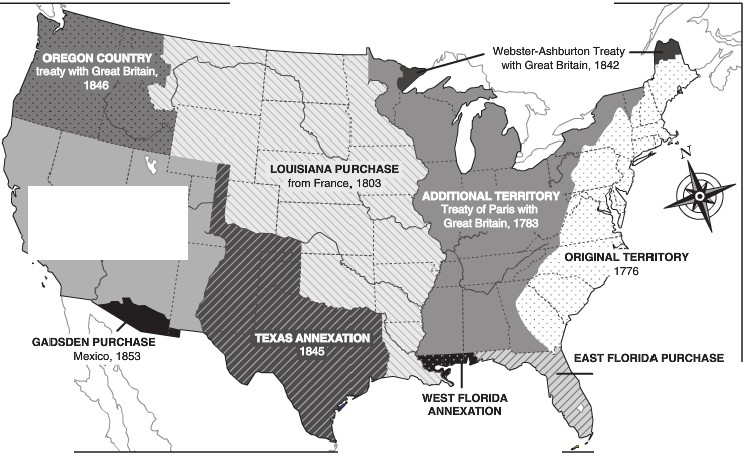 OREGON COUNTRY
treaty with Great Britain,
1846
Webster-Ashburton Treaty
with Great Britain, 1842
N
LOUISIANA PURCHASE
from France, 1803
ADDITIONAL TERRITORY
Treaty of Paris with
Great Britain, 1783
ORIGINAL TERRITORY
1776
GADSDEN PURCHASE
Mexico, 1853
TEXAS ANNEXATION
1845
EAST FLORIDA PURCHASE
WEST FLORIDA
ANNEXATION